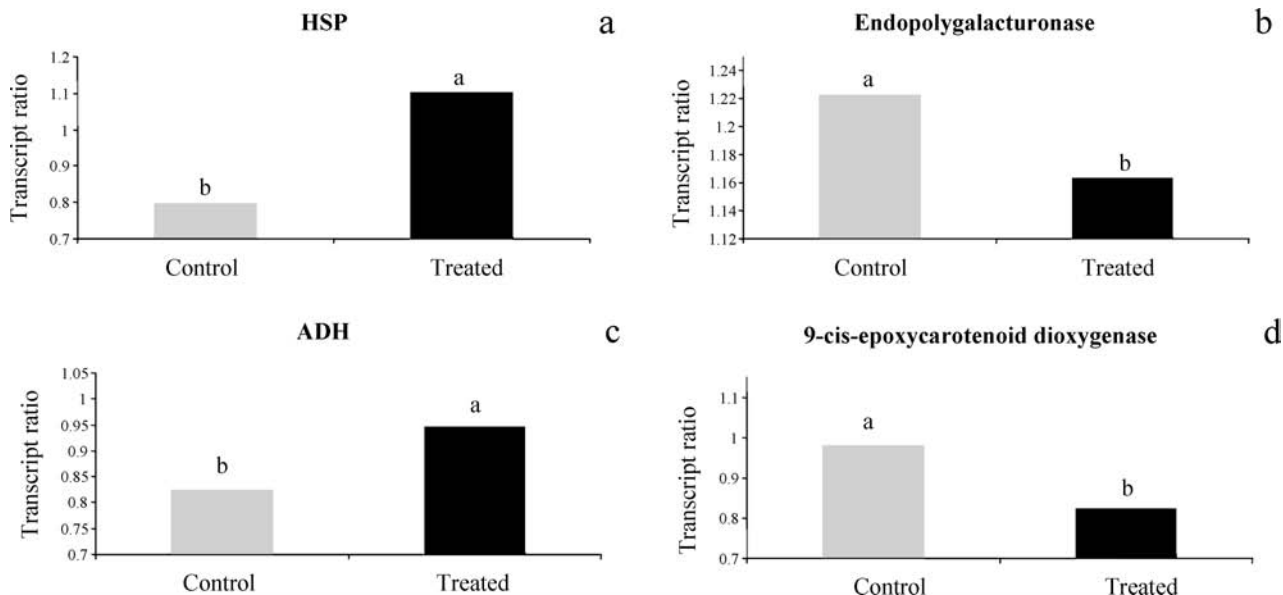 HSP
a
Transcript ratio
1.2
1.1
1
0.9
0.8
0.7
b
a
Control
Treated
Endopolygalacturonase
b
Transcript ratio
1.24
1.22
1.2
1.18
1.16
1.14
1.12
a
b
Control
Treated
ADH
c
Transcript ratio
1.05
1
0.95
0.9
0.85
0.8
0.75
0.7
b
a
Control
Treated
9-cis-epoxycarotenoid dioxygenase
d
Transcript ratio
1.1
1
0.9
0.8
0.7
a
b
Control
Treated